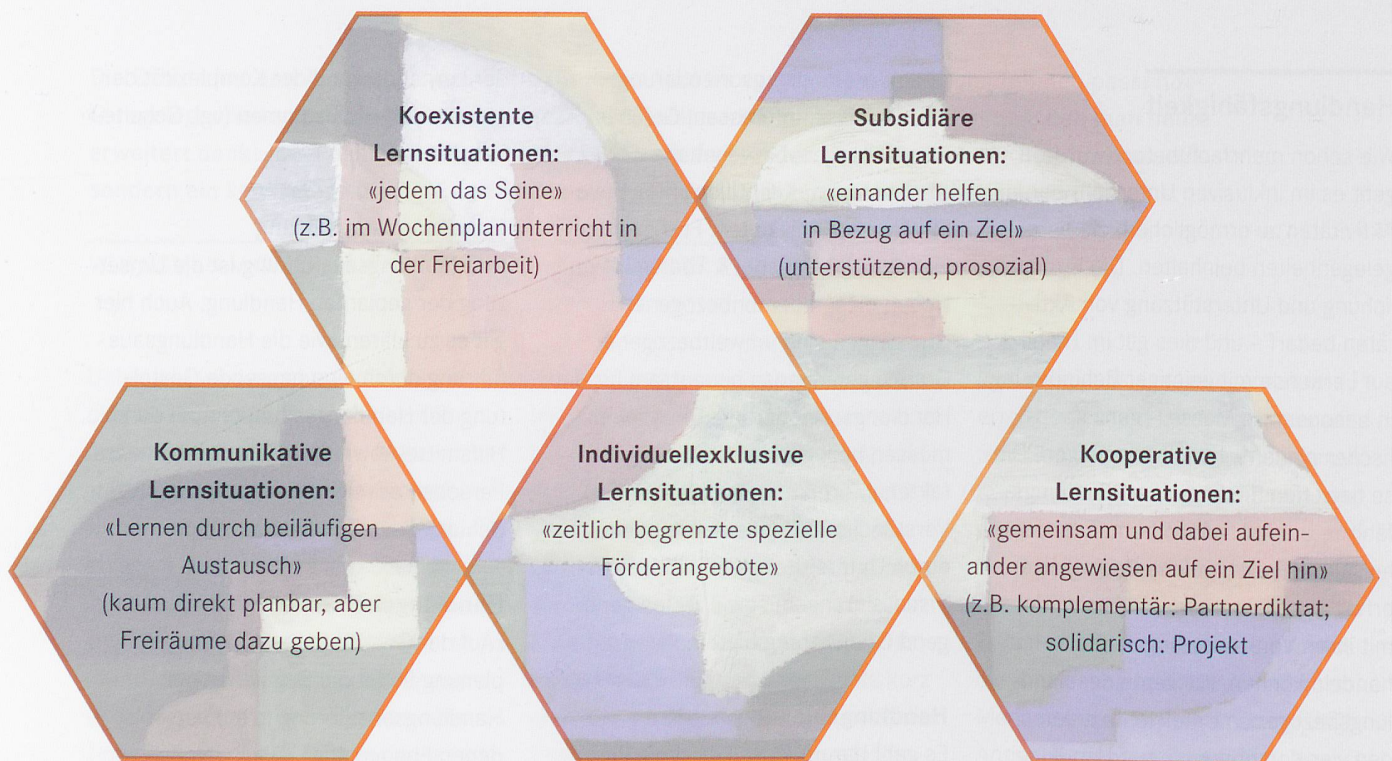 Koexistente
Lernsituationen:
«jedem das Seine»
(z.B. im Wochenplanunterricht in
der Freiarbeit)
Subsidiäre
Lernsituationen:
«einander helfen
in Bezug auf ein Ziel»
(unterstützend, prosozial)
Kommunikative
Lernsituationen:
«Lernen durch beiläufigen
Austausch»
(kaum direkt planbar, aber
Freiräume dazu geben)
Individuellexklusive
Lernsituationen:
«zeitlich begrenzte spezielle
Förderangebote»
Kooperative
Lernsituationen:
«gemeinsam und dabei aufein-
ander angewiesen auf ein Ziel hin»
(z.B. komplementär: Partnerdiktat;
solidarisch: Projekt